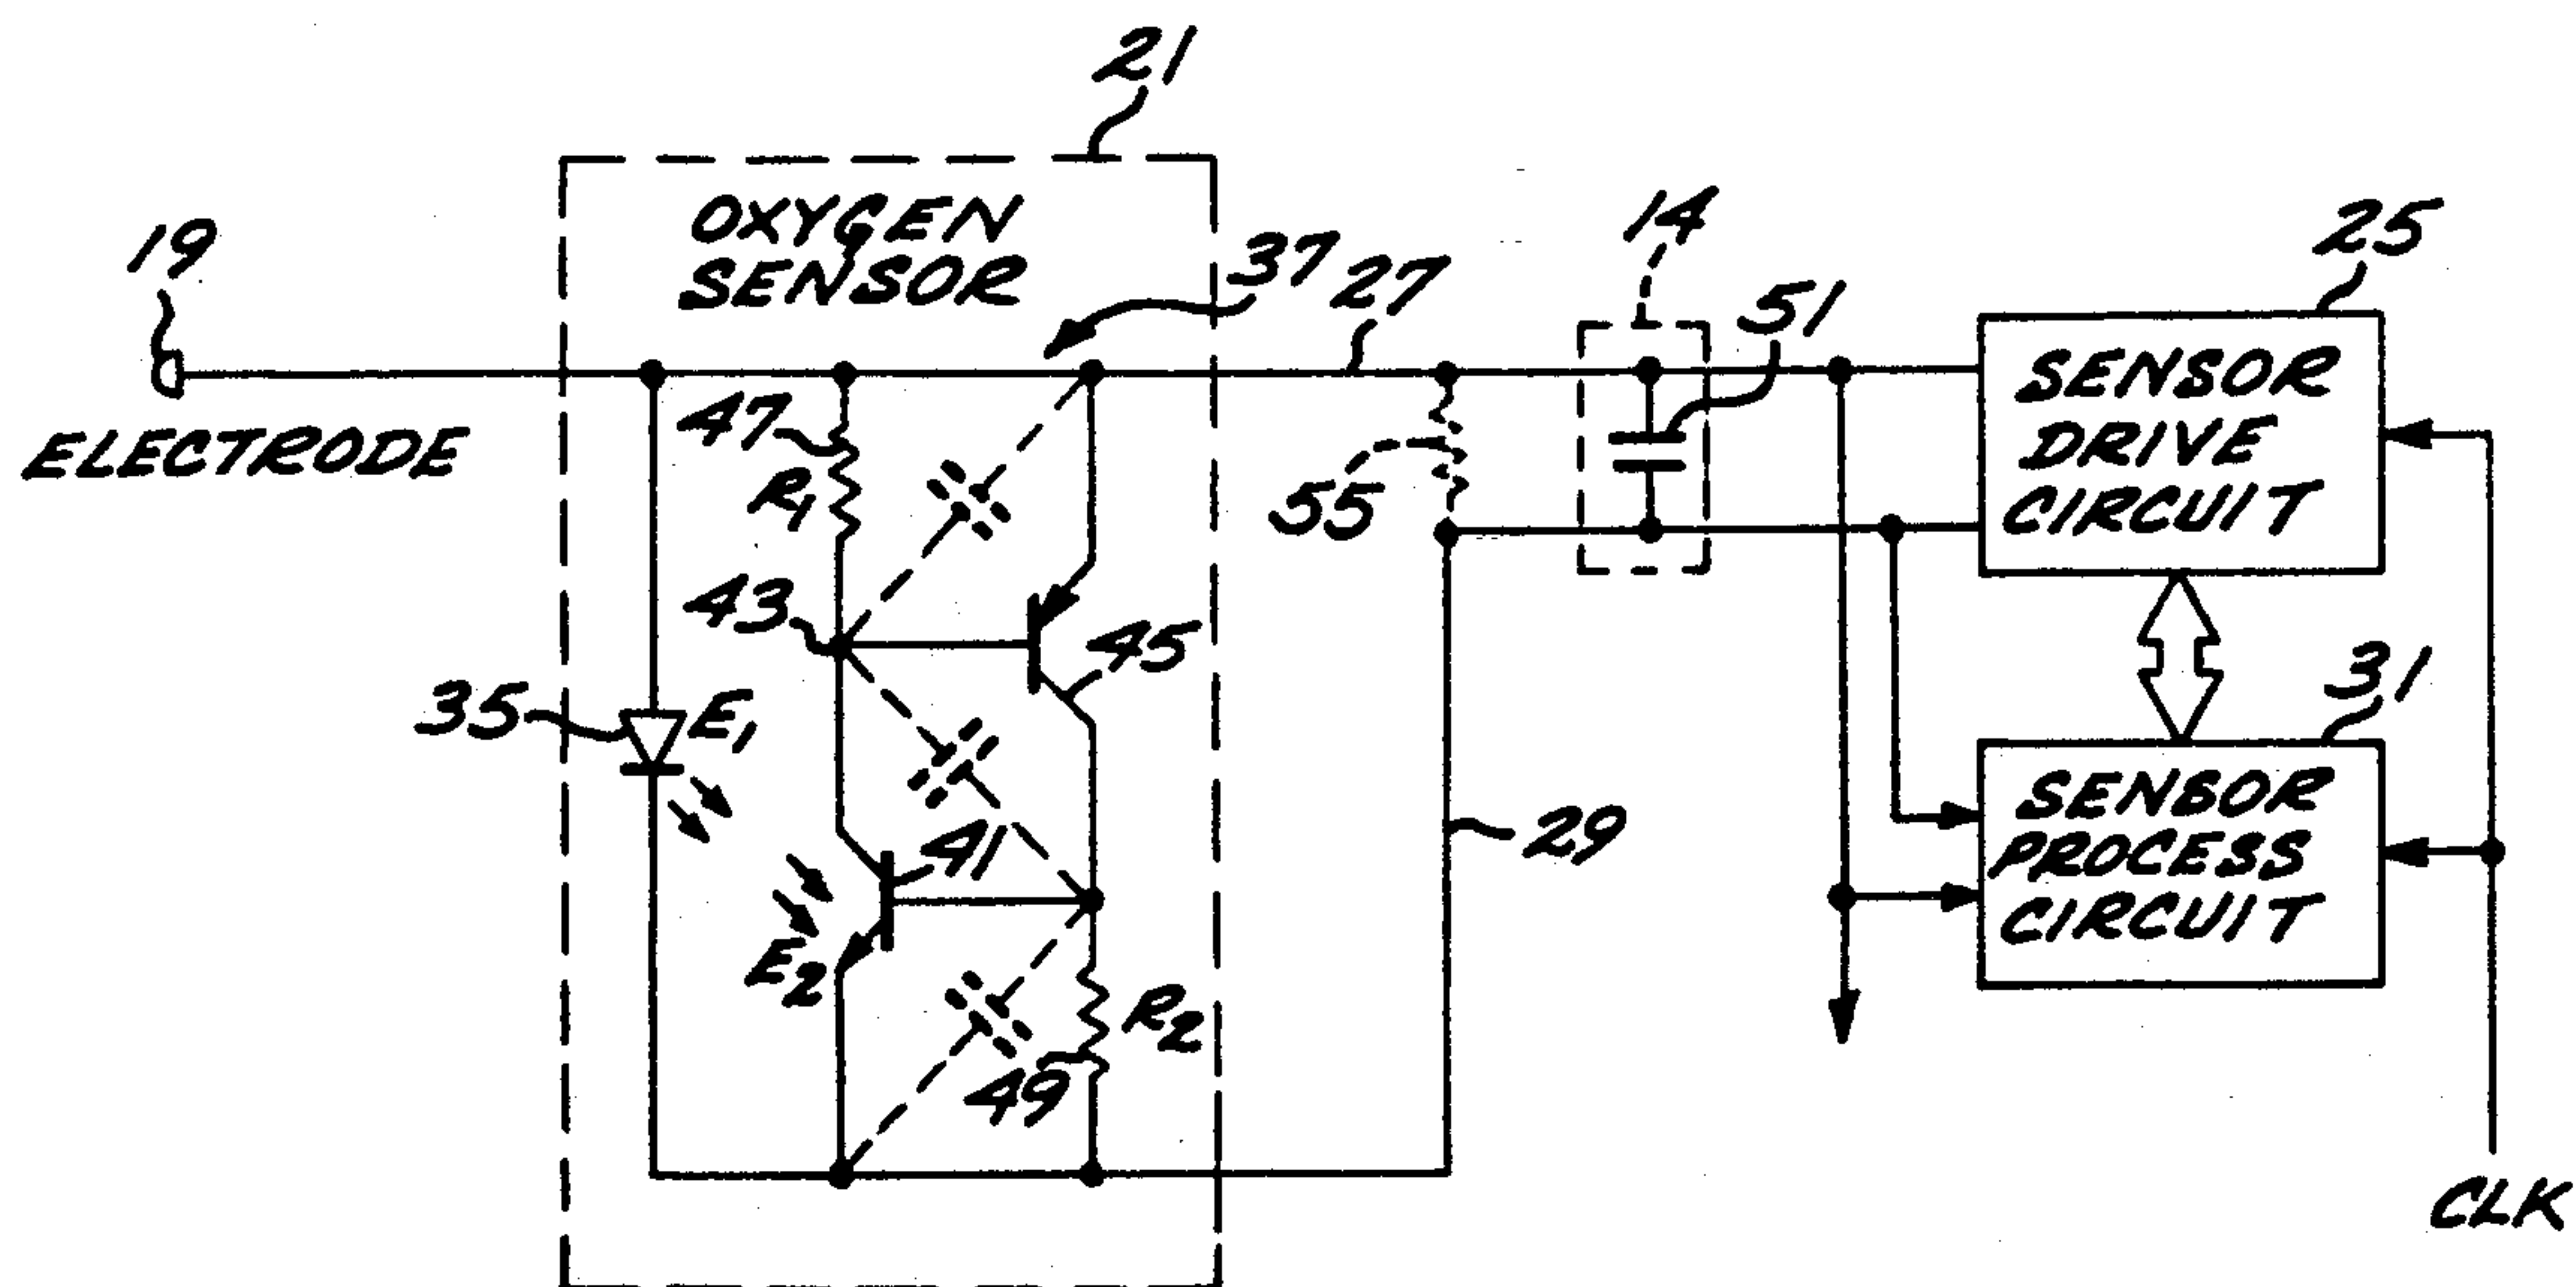 21
OXYGEN
SENSOR
19
ELECTRODE
37
27
14
51
25
SENSOR
DRIVE
CIRCUIT
47
R1
55
43
45
35
E1
31
SENSOR
PROCESS
CIRCUIT
41
29
E2
R2
49
CLK